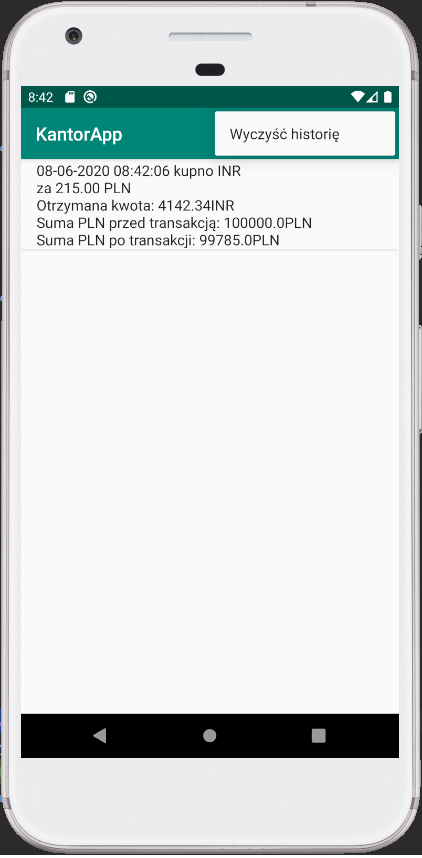 8:42
KantorApp
Wyczyść historię
08-06-2020 08:42:06 kupno INR
za 215.00 PLN
Otrzymana kwota: 4142.34INR
Suma PLN przed transakcją: 100000.0PLN
Suma PLN po transakcji: 99785.0PLN